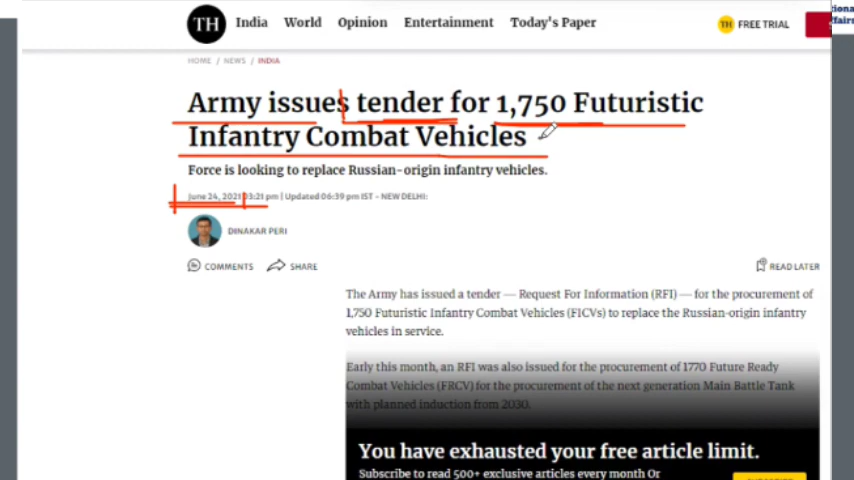 TH
India World Opinion Entertainment Today's Paper
TH FREE TRIAL
HOME / NEWS / INDIA
Army issues tender for 1,750 Futuristic
Infantry Combat Vehicles
Force is looking to replace Russian-origin infantry vehicles.
June 24, 2021 03:21 pm | Updated 06:39 pm IST - NEW DELHI:
DINAKAR PERI
COMMENTS SHARE
READ LATER
The Army has issued a tender — Request For Information (RFI) — for the procurement of
1,750 Futuristic Infantry Combat Vehicles (FICVs) to replace the Russian-origin infantry
vehicles in service.
Early this month, an RFI was also issued for the procurement of 1770 Future Ready
Combat Vehicles (FRCV) for the procurement of the next generation Main Battle Tank
with planned induction from 2030.
You have exhausted your free article limit.
Subscribe to read 500+ exclusive articles every month Or